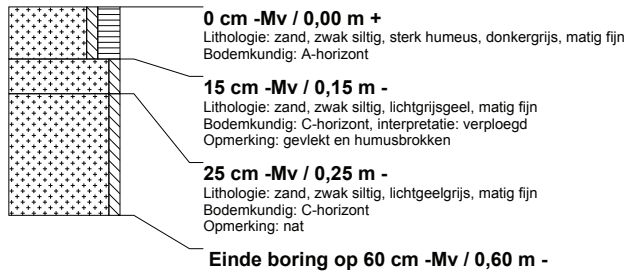 0 cm -Mv / 0,00 m +
Lithologie: zand, zwak siltig, sterk humeus, donkergrijs, matig fijn
Bodemkundig: A-horizont
15 cm -Mv / 0,15 m -
Lithologie: zand, zwak siltig, lichtgrijsgeel, matig fijn
Bodemkundig: C-horizont, interpretatie: verploegd
Opmerking: gevlekt en humusbrokken
25 cm -Mv / 0,25 m -
Lithologie: zand, zwak siltig, lichtgeelgrijs, matig fijn
Bodemkundig: C-horizont
Opmerking: nat
Einde boring op 60 cm -Mv / 0,60 m -